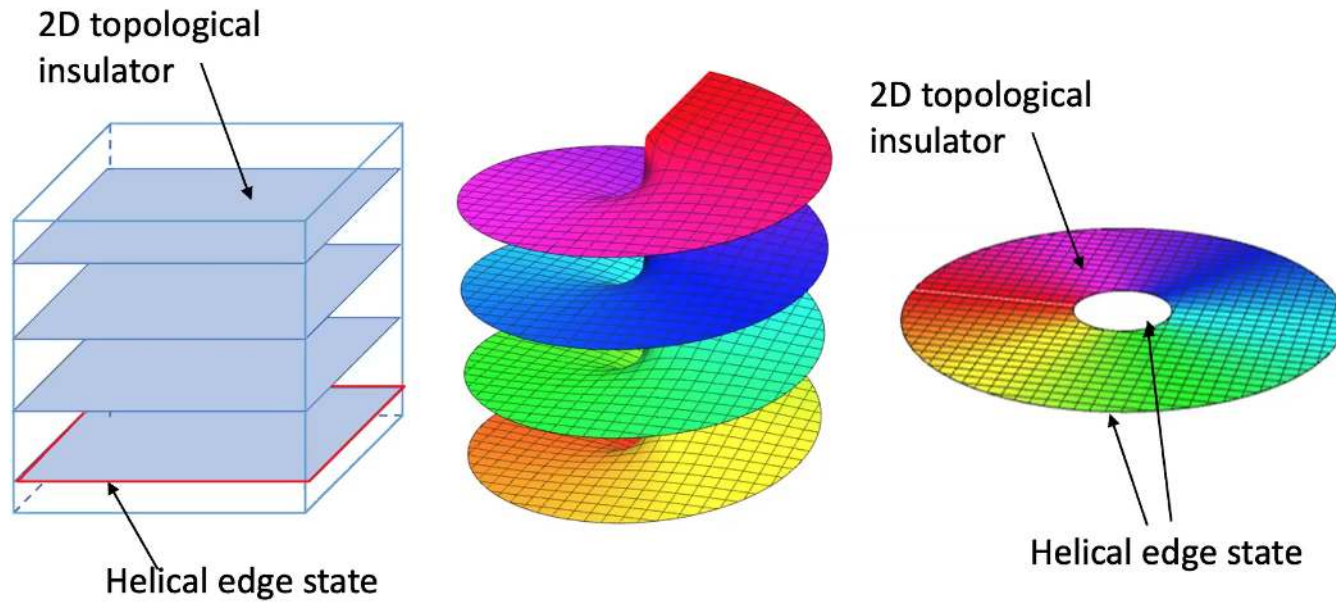 2D topological
insulator
Helical edge state
2D topological
insulator
Helical edge state